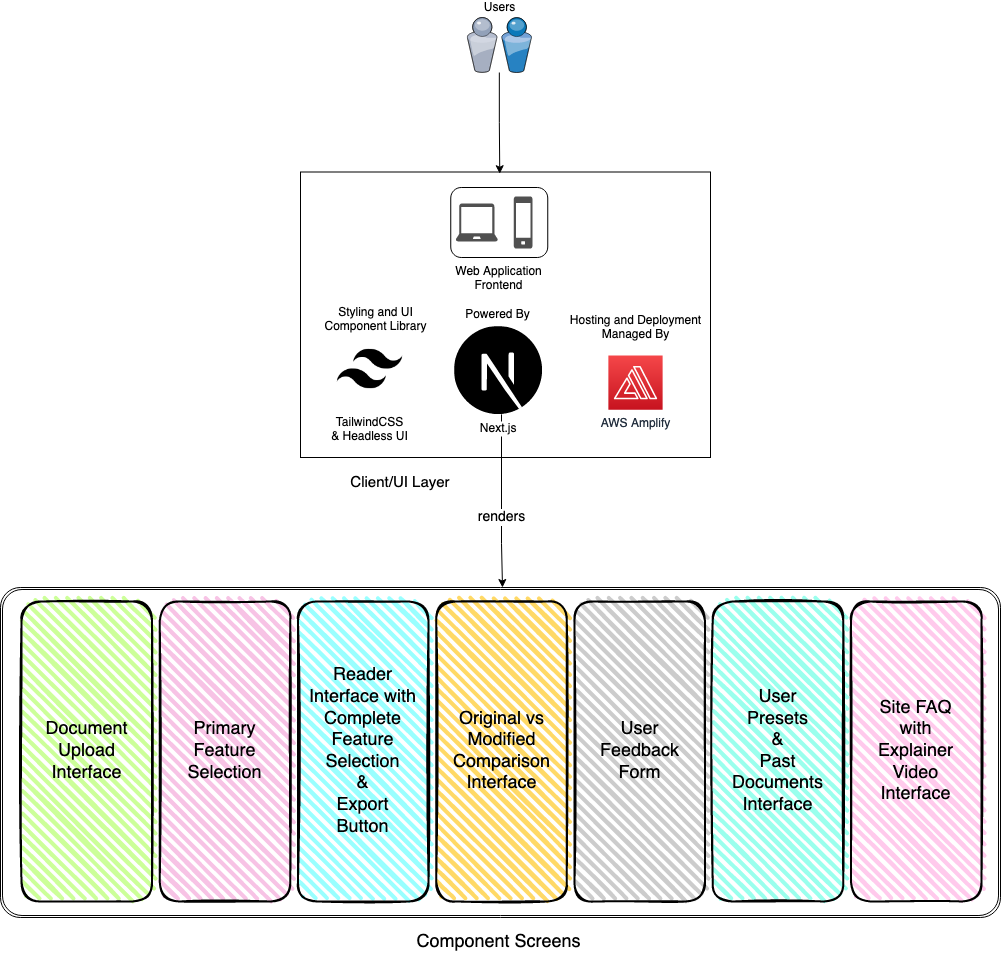 Users
Web Application
Frontend
Styling and UI
Component Library
Powered By
Hosting and Deployment
Managed By
TailwindCSS
& Headless UI
Next.js
AWS Amplify
Client/UI Layer
renders
Document
Upload
Interface
Primary
Feature
Selection
Reader
Interface with
Complete
Feature
Selection
&
Export
Button
Original vs
Modified
Comparison
Interface
User
Feedback
Form
User
Presets
&
Past
Documents
Interface
Site FAQ
with
Explainer
Video
Interface
Component Screens